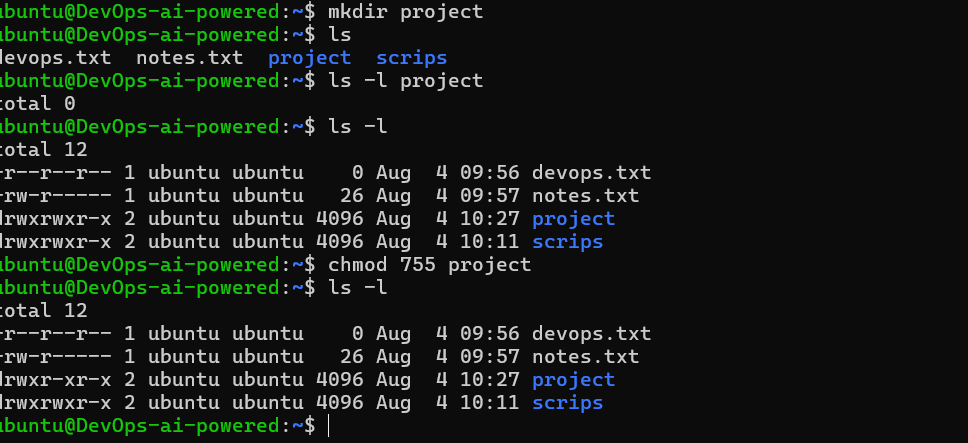 ubuntu@DevOps-ai-powered:~$ mkdir project
ubuntu@DevOps-ai-powered:~$ ls
devops.txt  notes.txt  project  scrips
ubuntu@DevOps-ai-powered:~$ ls -l project
total 0
ubuntu@DevOps-ai-powered:~$ ls -l
total 12
-r--r--r-- 1 ubuntu ubuntu    0 Aug  4 09:56 devops.txt
-rw-r----- 1 ubuntu ubuntu   26 Aug  4 09:57 notes.txt
drwxrwxr-x 2 ubuntu ubuntu 4096 Aug  4 10:27 project
drwxrwxr-x 2 ubuntu ubuntu 4096 Aug  4 10:11 scrips
ubuntu@DevOps-ai-powered:~$ chmod 755 project
ubuntu@DevOps-ai-powered:~$ ls -l
total 12
-r--r--r-- 1 ubuntu ubuntu    0 Aug  4 09:56 devops.txt
-rw-r----- 1 ubuntu ubuntu   26 Aug  4 09:57 notes.txt
drwxr-xr-x 2 ubuntu ubuntu 4096 Aug  4 10:27 project
drwxrwxr-x 2 ubuntu ubuntu 4096 Aug  4 10:11 scrips
ubuntu@DevOps-ai-powered:~$